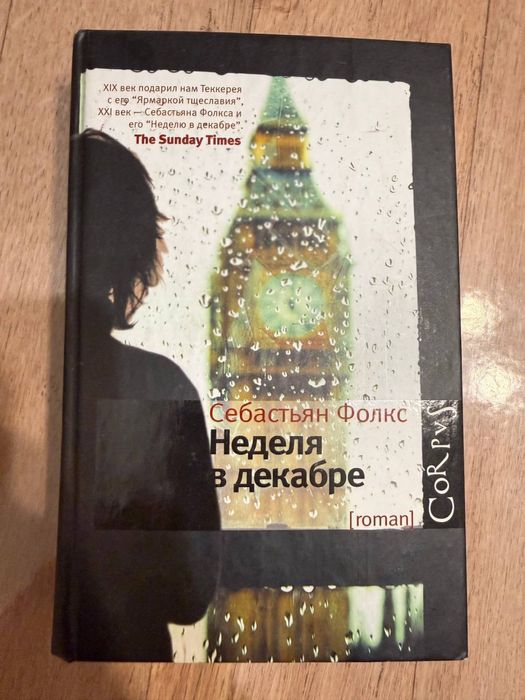 XIX век подарил нам Теккерея
с его "Ярмаркой тщеславия",
XXI век — Себастьяна Фолкса и
его "Неделю в декабре".
The Sunday Times
Себастьян Фолкс
Неделя
в декабре
[roman]
CORPVS